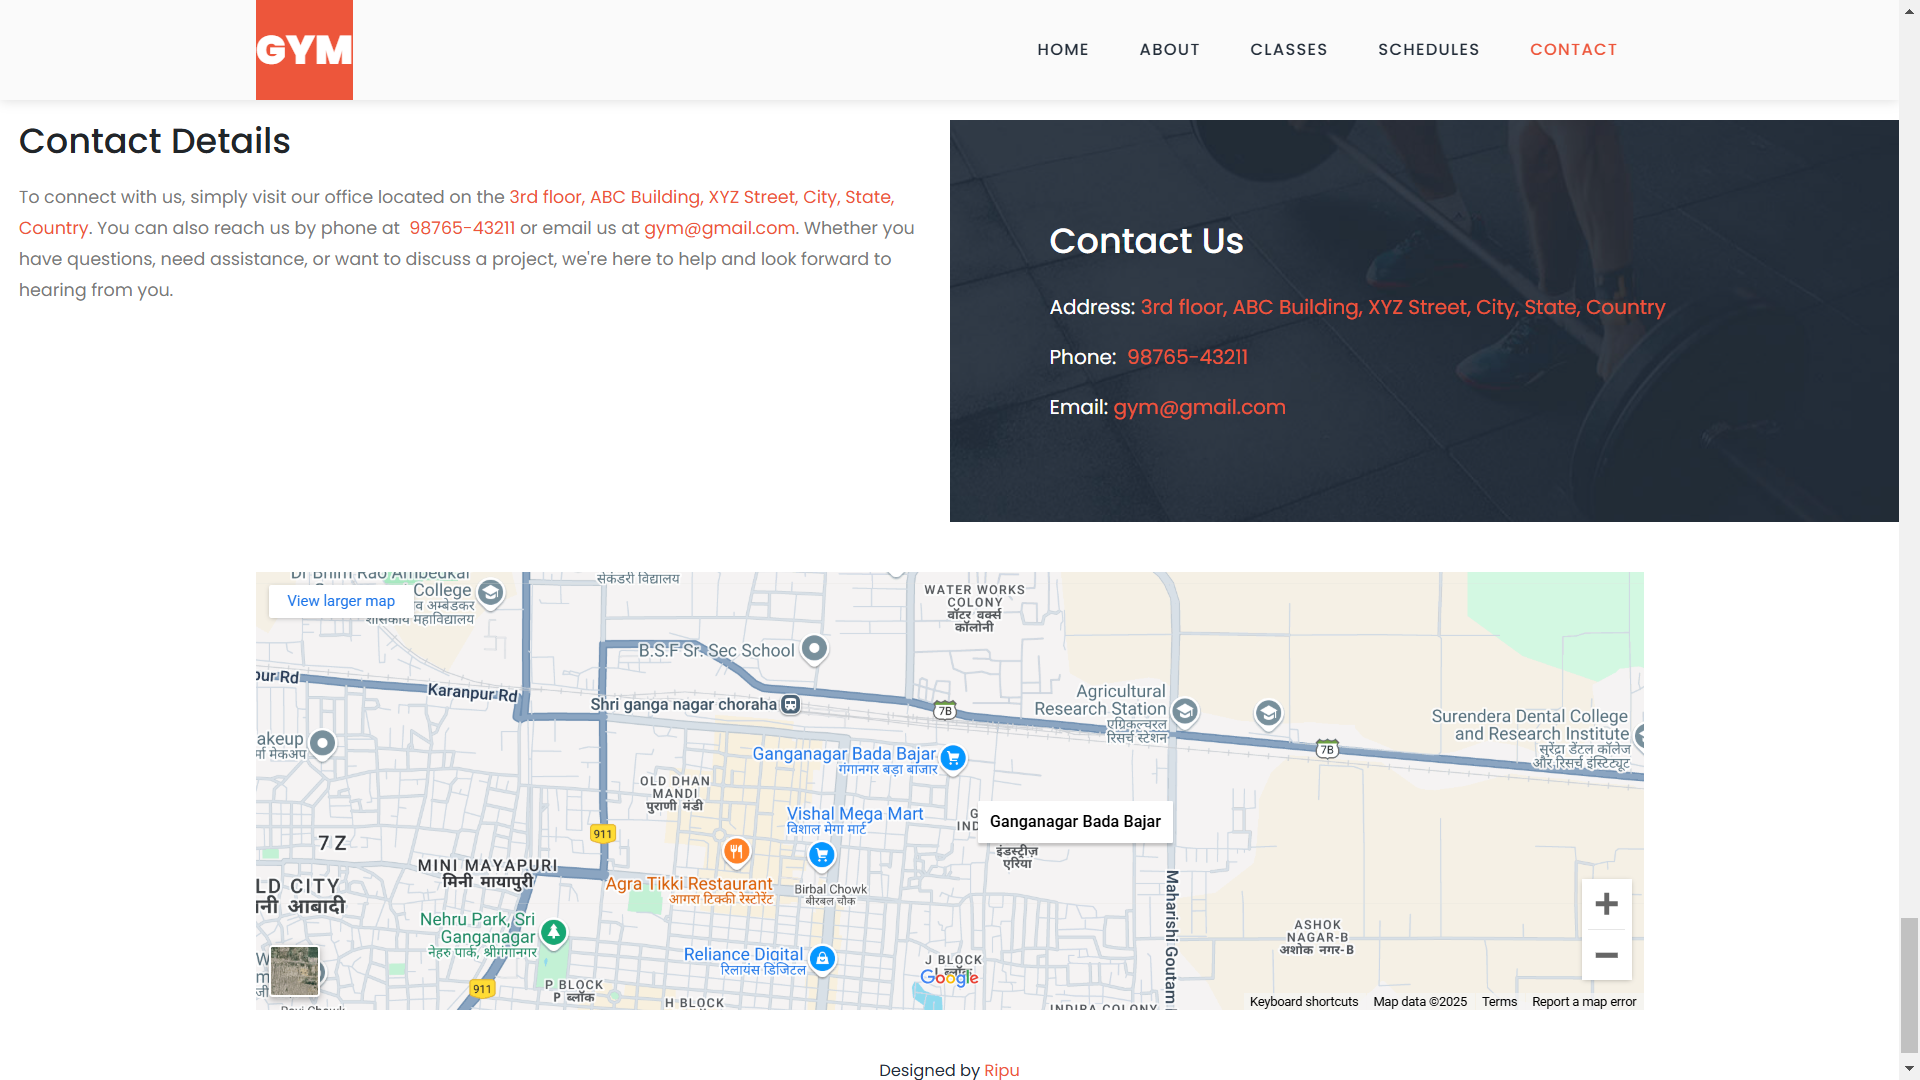 GYM
HOME
ABOUT
CLASSES
SCHEDULES
CONTACT
Contact Details
To connect with us, simply visit our office located on the 3rd floor, ABC Building, XYZ Street, City, State,
Country. You can also reach us by phone at 98765-43211 or email us at gym@gmail.com. Whether you
have questions, need assistance, or want to discuss a project, we're here to help and look forward to
hearing from you.
Contact Us
Address: 3rd floor, ABC Building, XYZ Street, City, State, Country
Phone: 98765-43211
Email: gym@gmail.com
View larger map
College
सेकंडरी विद्यालय
WATER WORKS
COLONY
वॉटर वर्क्स
कॉलोनी
B.S.F Sr. Sec School
Karanpur Rd
Shri ganga nagar choraha
7B
Agricultural
Research Station
एग्रिकल्चरल
रिसर्च स्टेशन
7B
Surendera Dental College
and Research Institute
सुरेंद्रा डेंटल कॉलेज
और रिसर्च इंस्टिट्यूट
Ganganagar Bada Bajar
गंगानगर बड़ा बाजार
OLD DHAN
MANDI
पुराणी मंडी
Vishal Mega Mart
विशाल मेगा मार्ट
Ganganagar Bada Bajar
इंडस्ट्रीज़
एरिया
911
7 Z
MINI MAYAPURI
मिनी मायापुरी
Agra Tikki Restaurant
आगरा टिक्की रेस्टोरेंट
Birbal Chowk
बीरबल चौक
LD CITY
नी आबादी
Nehru Park, Sri
Ganganagar
नेहरु पार्क, श्रीगंगानगर
Reliance Digital
रिलायंस डिजिटल
Maharishi Goutam
ASHOK
NAGAR-B
अशोक नगर-B
J BLOCK
Google
911
P BLOCK
P ब्लॉक
H BLOCK
INDIRA COLONY
Keyboard shortcuts
Map data ©2025
Terms
Report a map error
Designed by Ripu